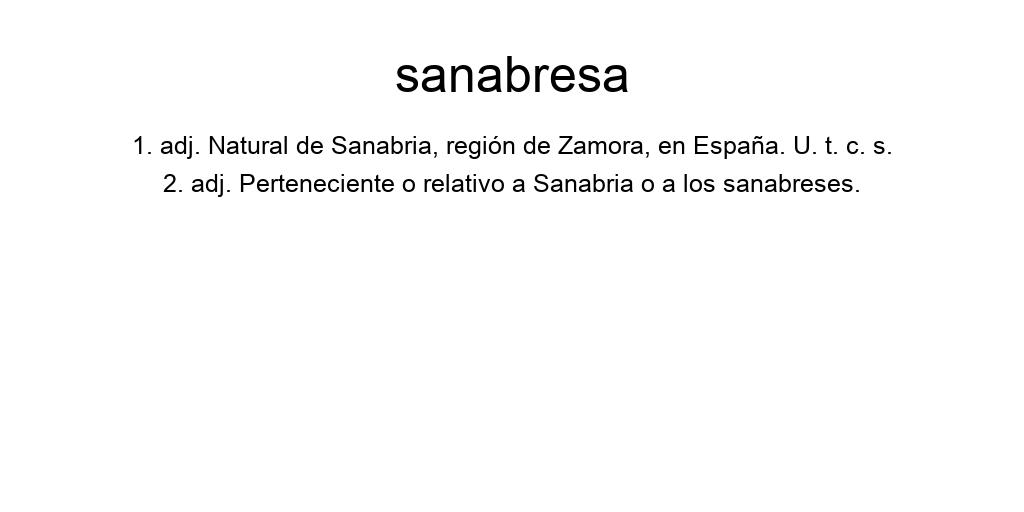 sanabresa
1. adj. Natural de Sanabria, región de Zamora, en España. U. t. c. s.
2. adj. Perteneciente o relativo a Sanabria o a los sanabreses.